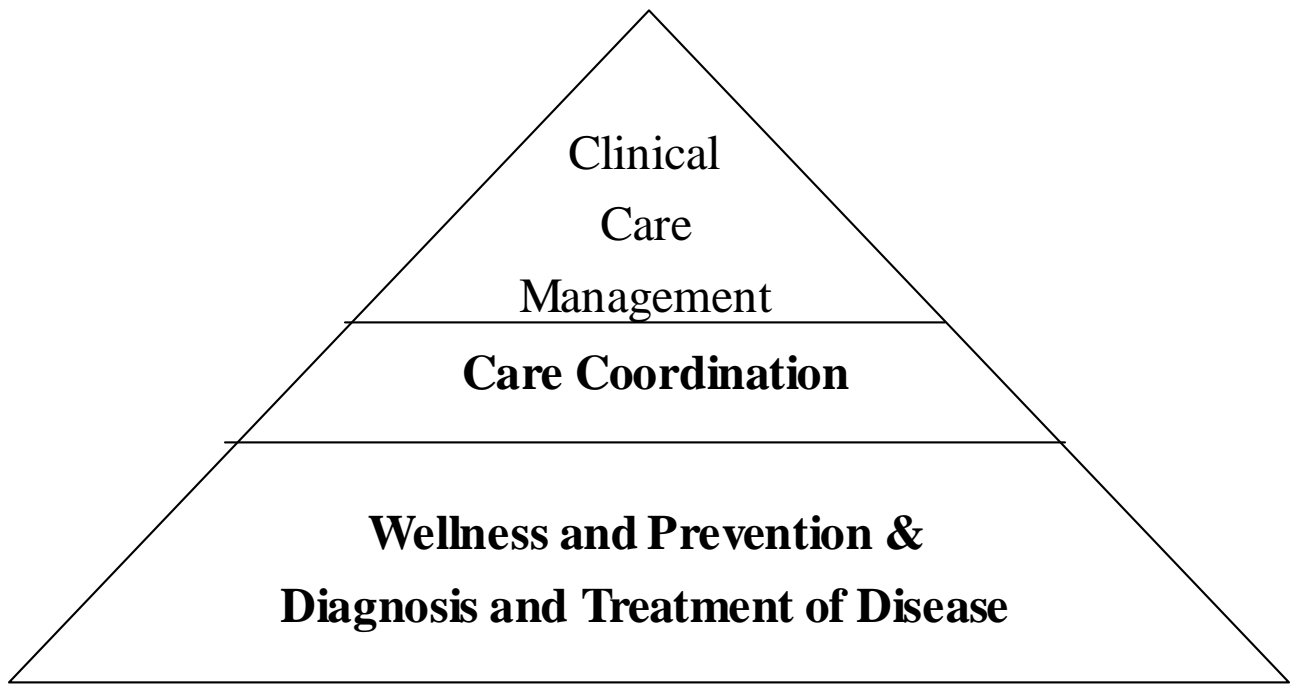 Clinical
Care
Management
Care Coordination
Wellness and Prevention &
Diagnosis and Treatment of Disease